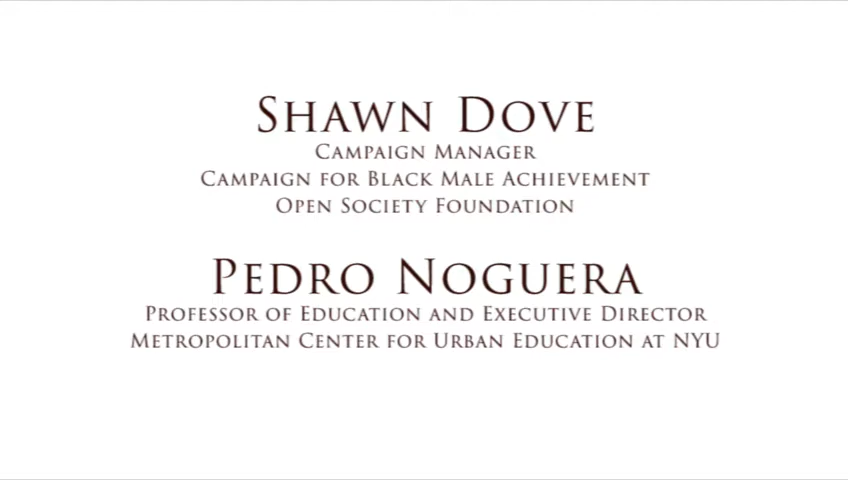 Shawn Dove
Campaign Manager
Campaign for Black Male Achievement
Open Society Foundation
Pedro Noguera
Professor of Education and Executive Director
Metropolitan Center for Urban Education at NYU